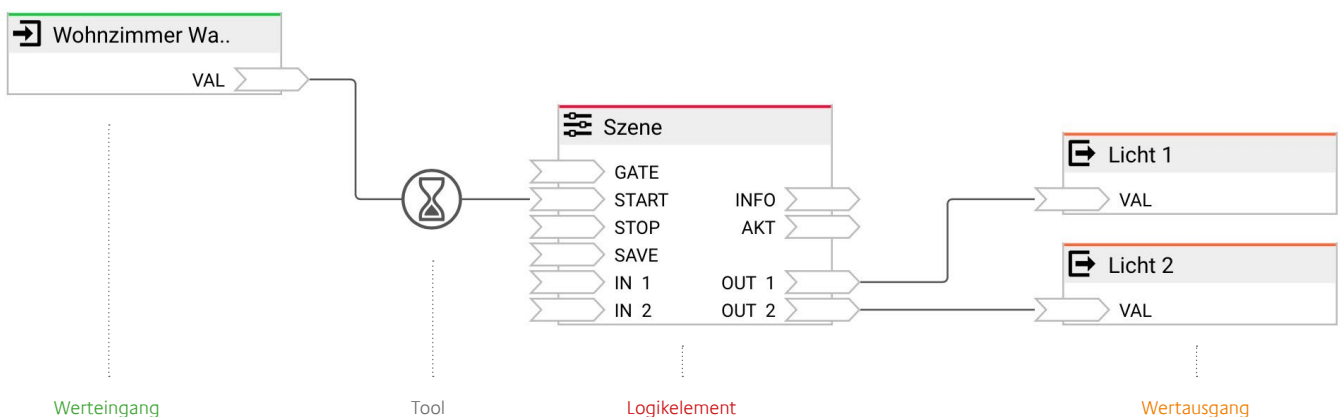 Wohnzimmer Wa..
VAL
Szene
GATE
START
INFO
STOP
AKT
SAVE
IN 1
OUT 1
IN 2
OUT 2
Licht 1
VAL
Licht 2
VAL
Werteingang
Tool
Logikelement
Wertausgang